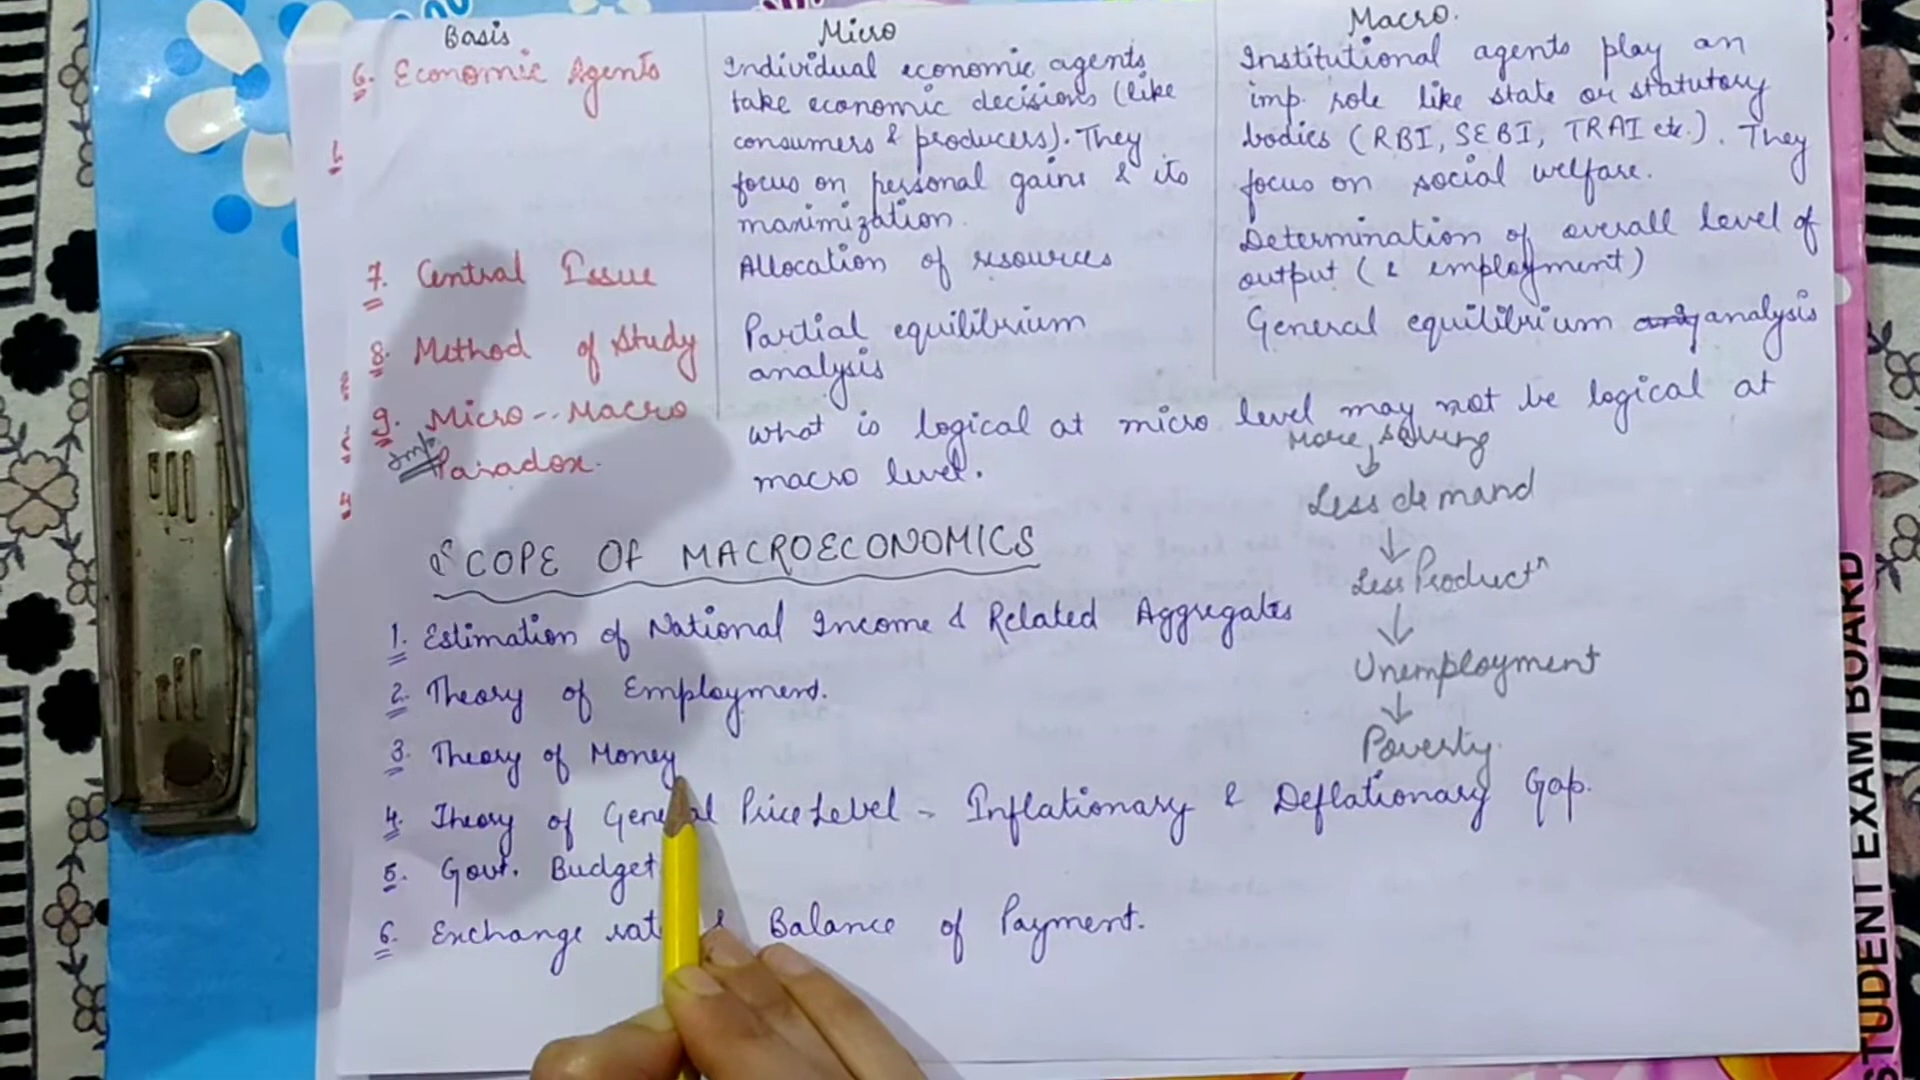 Basis Micro Macro.
6. Economic Agents
Individual economic agents
take economic decisions (like
consumers & producers). They
focus on personal gains & its
maximization.
Institutional agents play an
imp. role like state or statutory
bodies (RBI, SEBI, TRAI etc.). They
focus on social welfare.
7. Central Issue
Allocation of resources
Determination of overall level of
output (& employment)
8. Method of Study
Partial equilibrium
analysis
General equilibrium analysis
9. Micro-Macro
Imp. Paradox.
What is logical at micro level may not be logical at
macro level.
More saving
↓
Less demand
↓
Less Productn
↓
Unemployment
↓
Poverty.
SCOPE OF MACROECONOMICS
1. Estimation of National Income & Related Aggregates
2. Theory of Employment.
3. Theory of Money
4. Theory of General Price Level - Inflationary & Deflationary Gap.
5. Govt. Budget
6. Exchange rat & Balance of Payment.
STUDENT EXAM BOARD